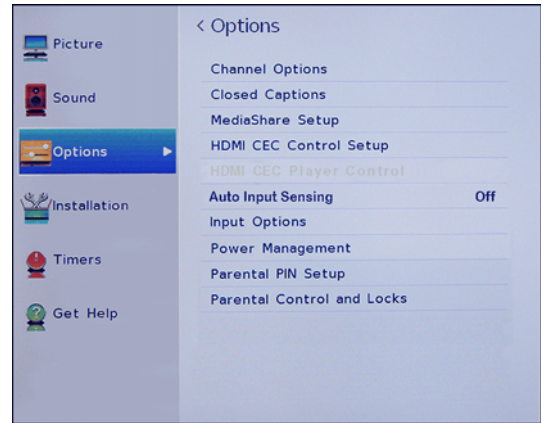 Picture
Sound
Options
Installation
Timers
Get Help
< Options
Channel Options
Closed Captions
MediaShare Setup
HDMI CEC Control Setup
HDMI CEC Player Control
Auto Input Sensing Off
Input Options
Power Management
Parental PIN Setup
Parental Control and Locks